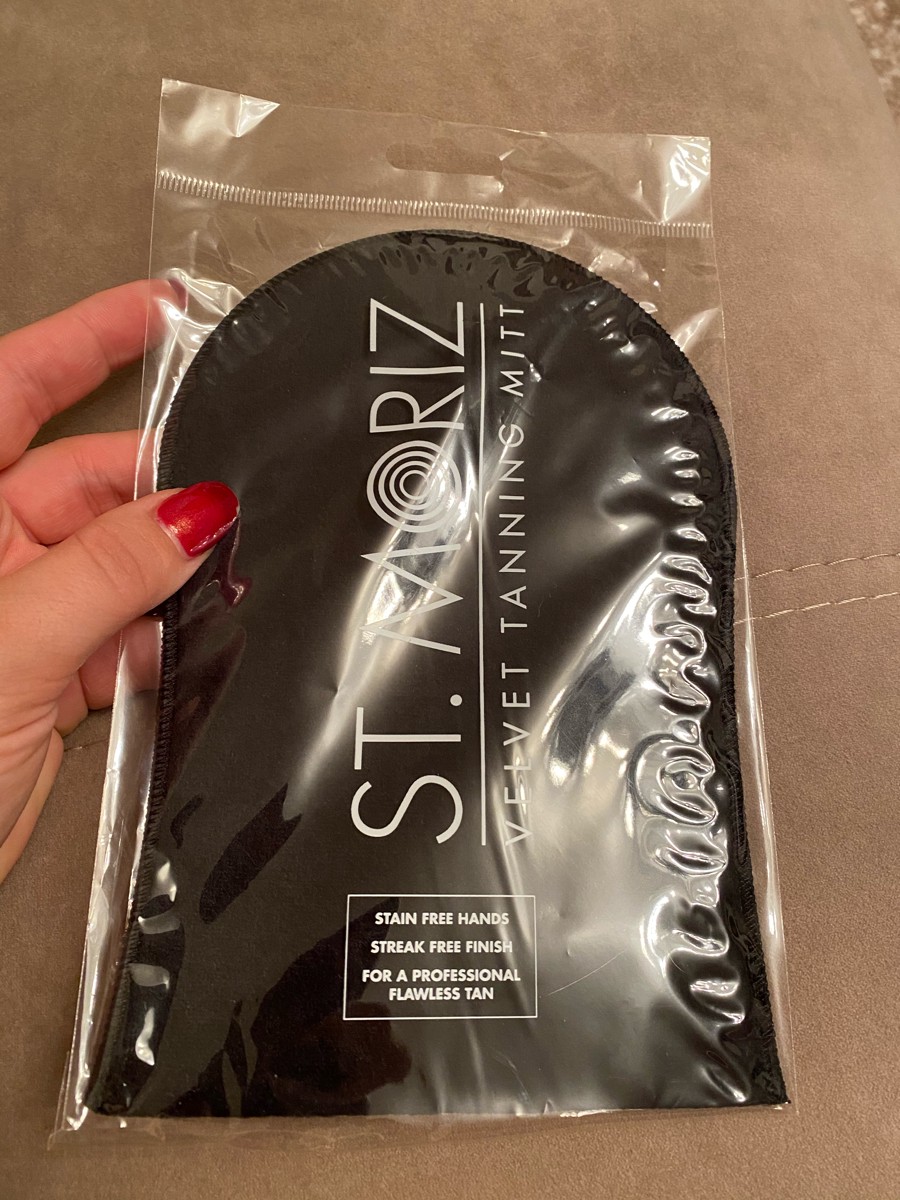 ST. MORIZ
VELVET TANNING MITT
STAIN FREE HANDS
STREAK FREE FINISH
FOR A PROFESSIONAL
FLAWLESS TAN